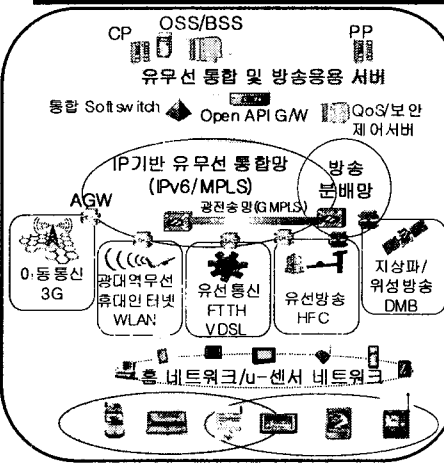 CP OSS/BSS PP
유무선 통합 및 방송응용 서버
통합 Softswitch
Open API G/W
QoS/보안
제어서버
IP기반 유무선 통합망
(IPv6/MPLS)
방송
분배망
광전송망(GMPLS)
AGW
이동통신
3G
광대역무선
휴대인터넷
WLAN
유선통신
FTTH
VDSL
유선방송
HFC
지상파/
위성방송
DMB
홈 네트워크/u-센서 네트워크